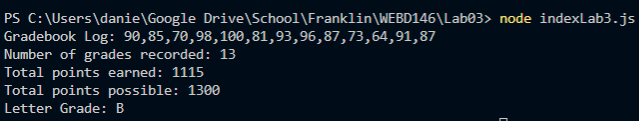 PS C:\Users\danie\Google Drive\School\Franklin\WEBD146\Lab03> node indexLab3.js
Gradebook Log: 90,85,70,98,100,81,93,96,87,73,64,91,87
Number of grades recorded: 13
Total points earned: 1115
Total points possible: 1300
Letter Grade: B